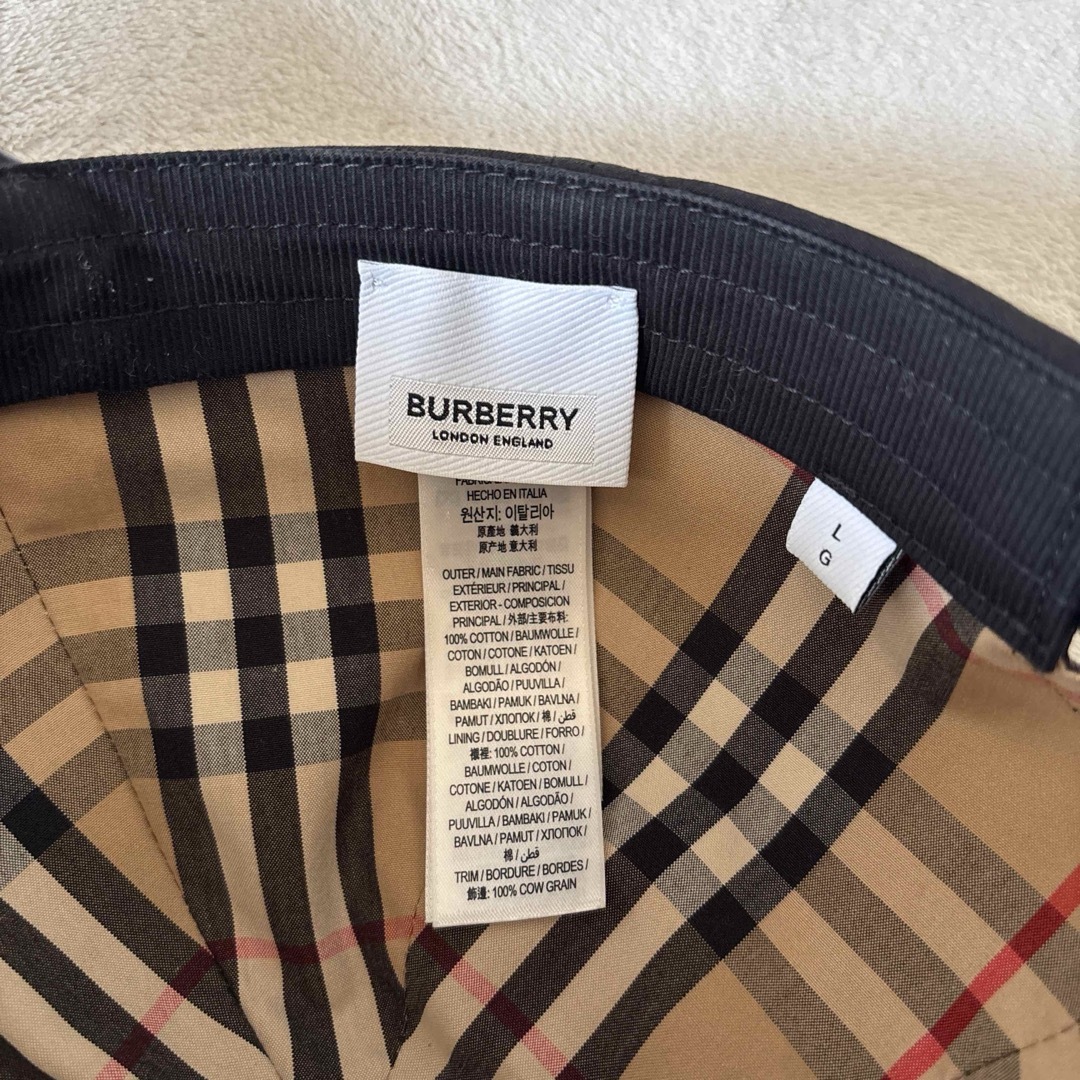 BURBERRY
LONDON ENGLAND
HECHO EN ITALIA
원산지: 이탈리아
原產地 義大利
原产地 意大利
OUTER / MAIN FABRIC / TISSU
EXTÉRIEUR / PRINCIPAL /
EXTERIOR - COMPOSICION
PRINCIPAL / 外部/主要布料:
100% COTTON / BAUMWOLLE /
COTON / COTONE / KATOEN /
BOMULL / ALGODÓN /
ALGODÃO / PUUVILLA /
BAMBAKI / PAMUK / BAVLNA /
PAMUT / ХЛОПОК / 棉 / قطن /
LINING / DOUBLURE / FORRO /
襯裡: 100% COTTON /
BAUMWOLLE / COTON /
COTONE / KATOEN / BOMULL /
ALGODÓN / ALGODÃO /
PUUVILLA / BAMBAKI / PAMUK /
BAVLNA / PAMUT / ХЛОПОК /
棉 / قطن /
TRIM / BORDURE / BORDES /
飾邊: 100% COW GRAIN
L
G